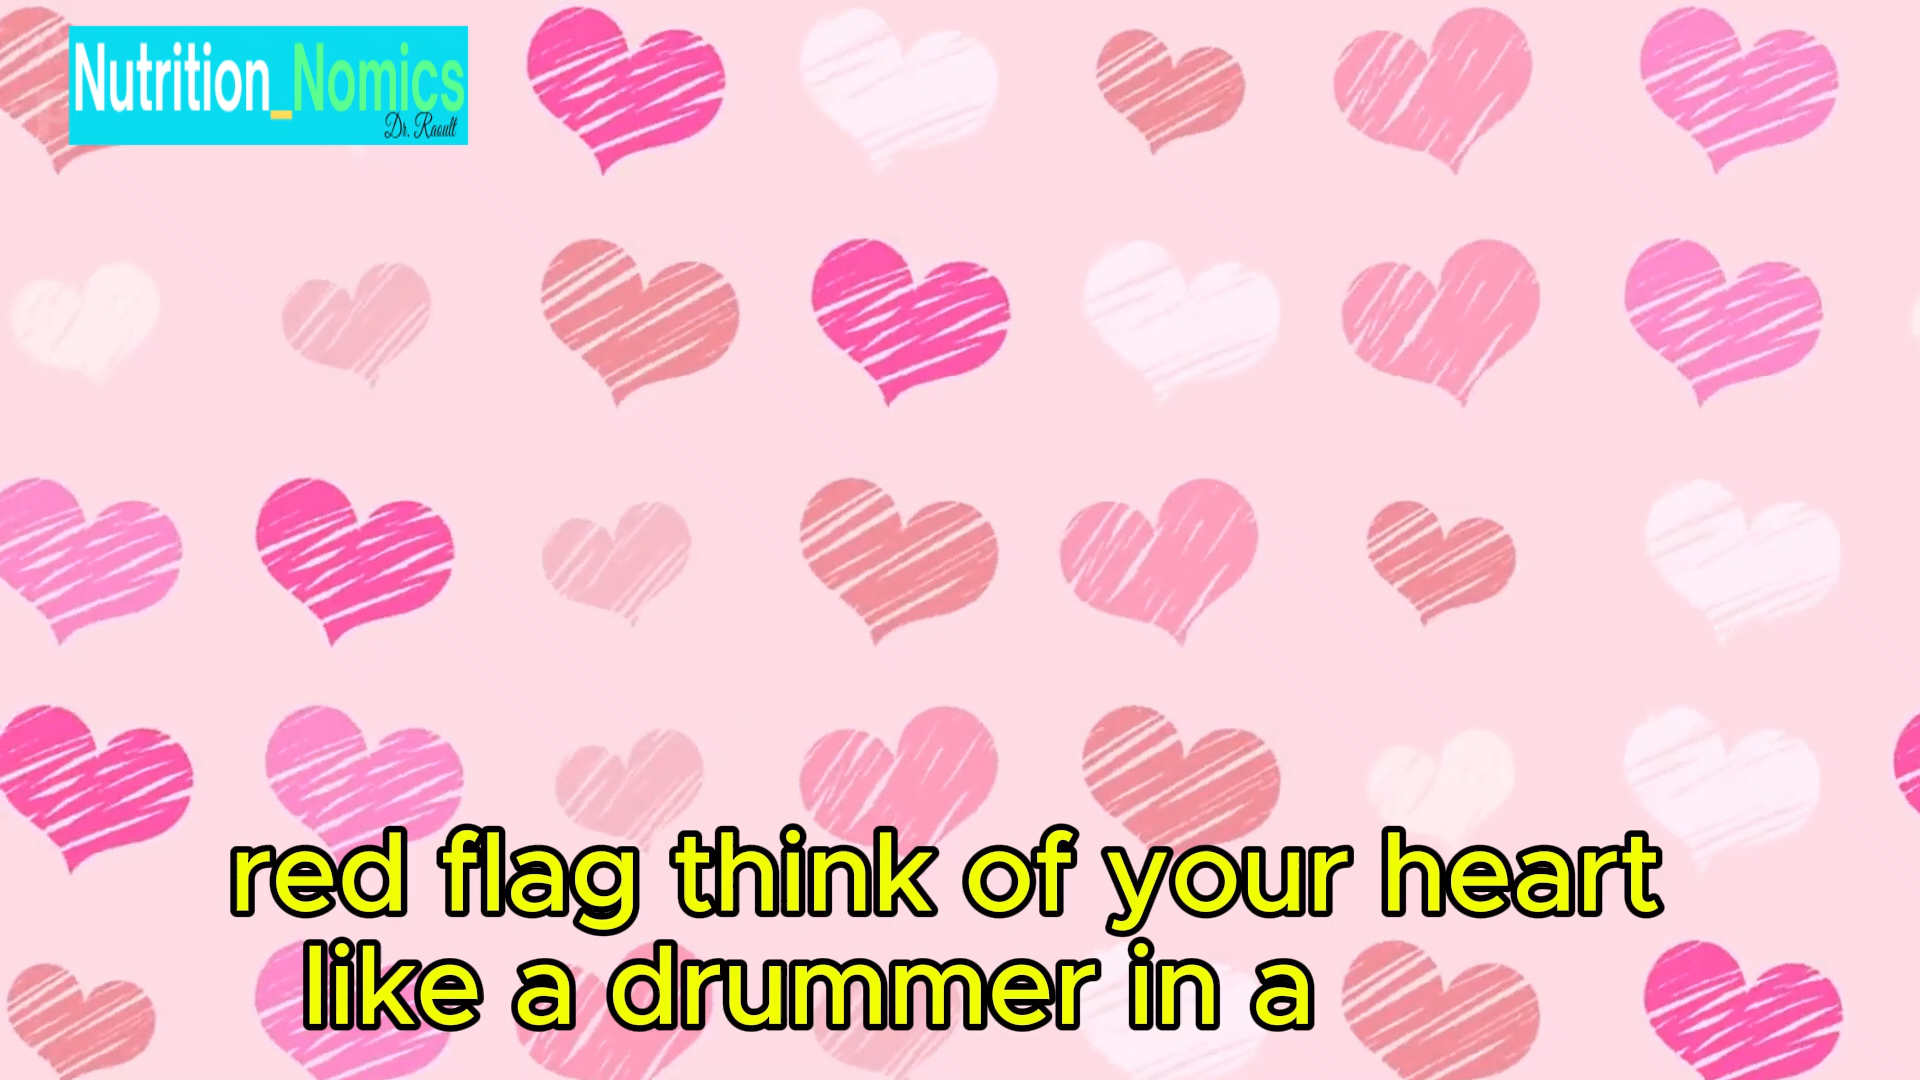 Nutrition_Nomics
Dr. Raoult
red flag think of your heart
like a drummer in a